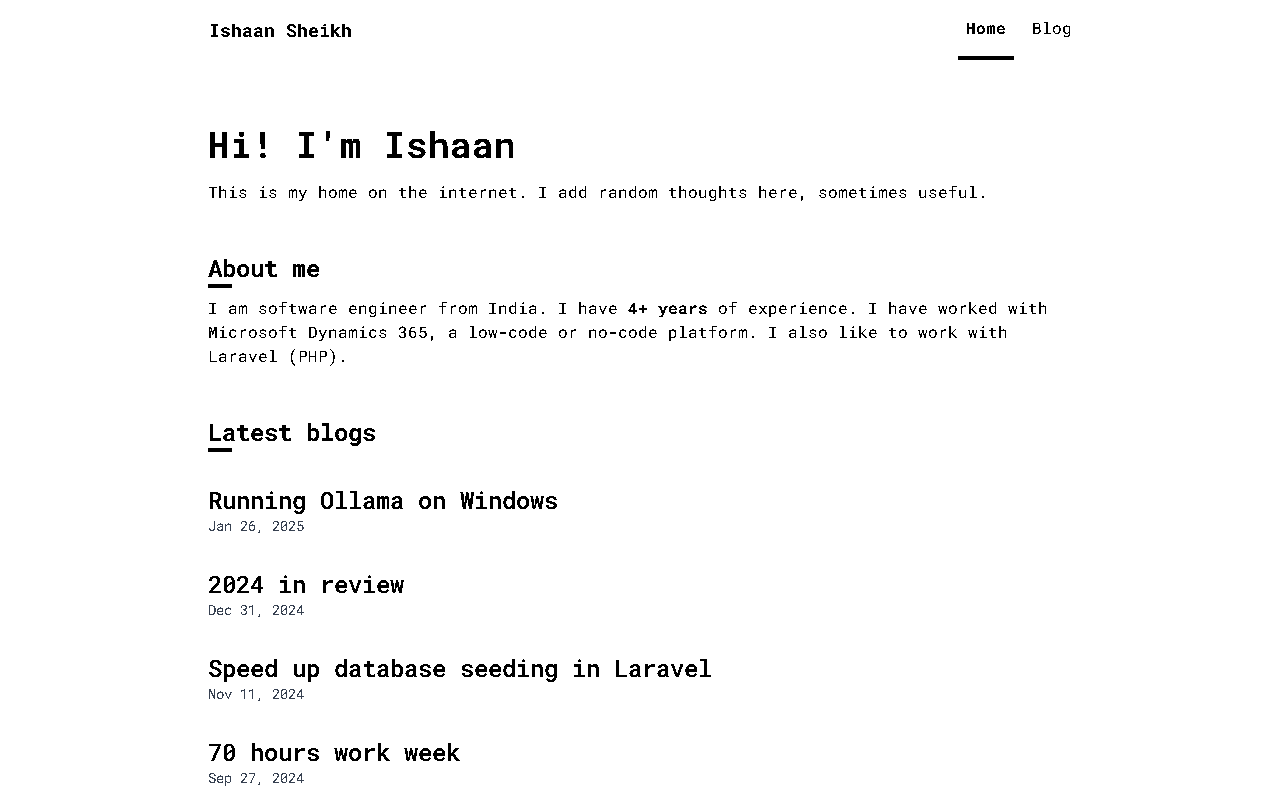 Ishaan Sheikh
Home Blog
Hi! I'm Ishaan
This is my home on the internet. I add random thoughts here, sometimes useful.
About me
I am software engineer from India. I have 4+ years of experience. I have worked with
Microsoft Dynamics 365, a low-code or no-code platform. I also like to work with
Laravel (PHP).
Latest blogs
Running Ollama on Windows
Jan 26, 2025
2024 in review
Dec 31, 2024
Speed up database seeding in Laravel
Nov 11, 2024
70 hours work week
Sep 27, 2024